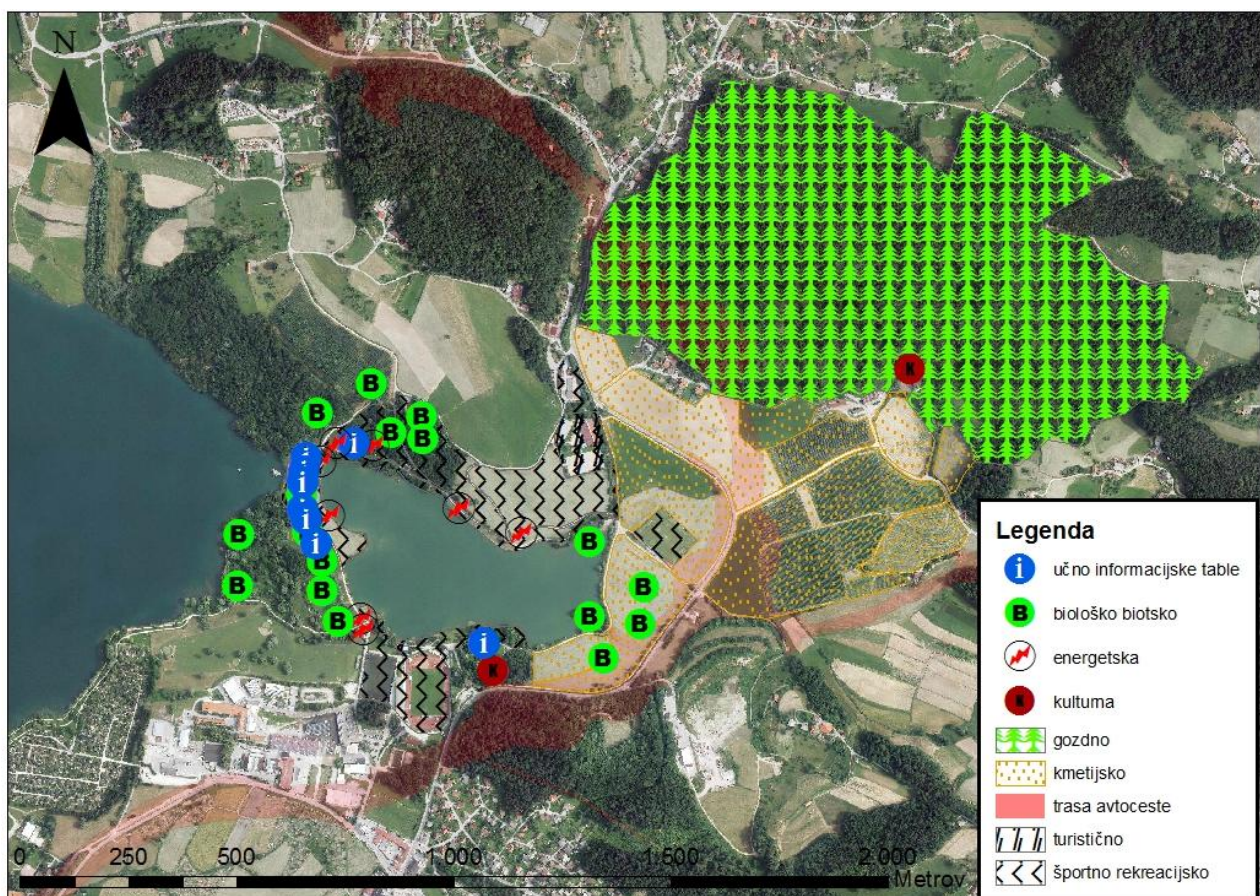 N
B
B
B
B
B
i
i
i
i
i
i
B
B
B
B
B
B
B
B
B
B
B
i
K
K
Legenda
i učno informacijske table
B biološko biotsko
energetska
K kulturna
gozdno
kmetijsko
trasa avtoceste
turistično
športno rekreacijsko
0 250 500 1 000 1.500 2 000
Metrov